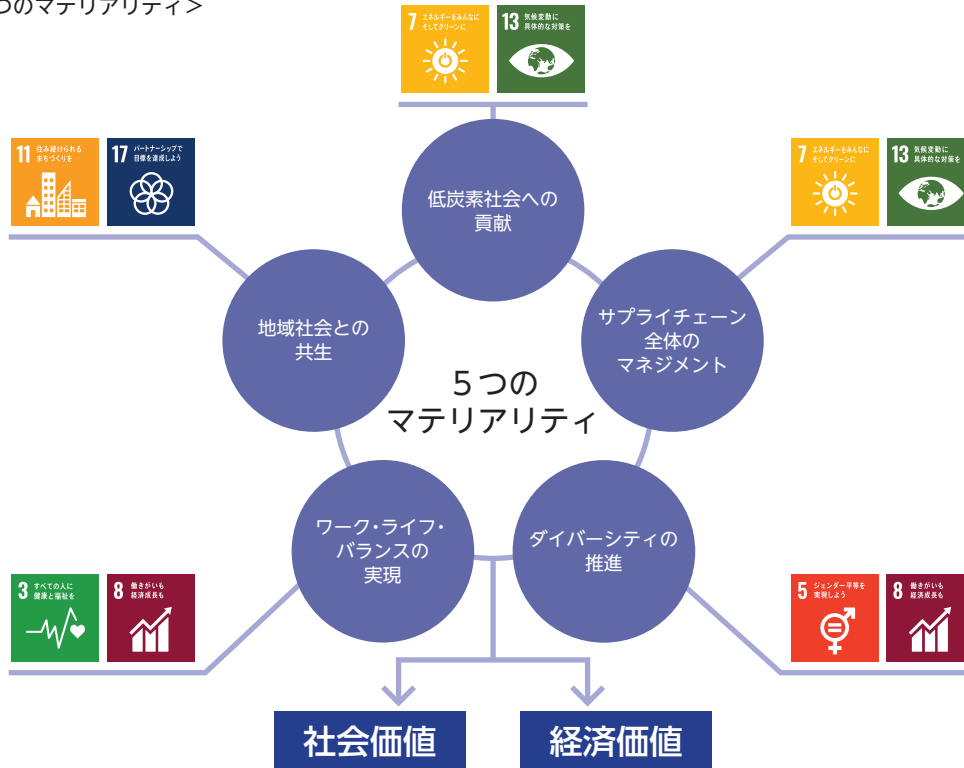 つのマテリアリティ＞
7 エネルギーをみんなに
そしてクリーンに
13 気候変動に
具体的な対策を
11 住み続けられる
まちづくりを
17 パートナーシップで
目標を達成しよう
7 エネルギーをみんなに
そしてクリーンに
13 気候変動に
具体的な対策を
低炭素社会への
貢献
地域社会との
共生
サプライチェーン
全体の
マネジメント
5つの
マテリアリティ
ワーク・ライフ・
バランスの
実現
ダイバーシティの
推進
3 すべての人に
健康と福祉を
8 働きがいも
経済成長も
5 ジェンダー平等を
実現しよう
8 働きがいも
経済成長も
社会価値
経済価値